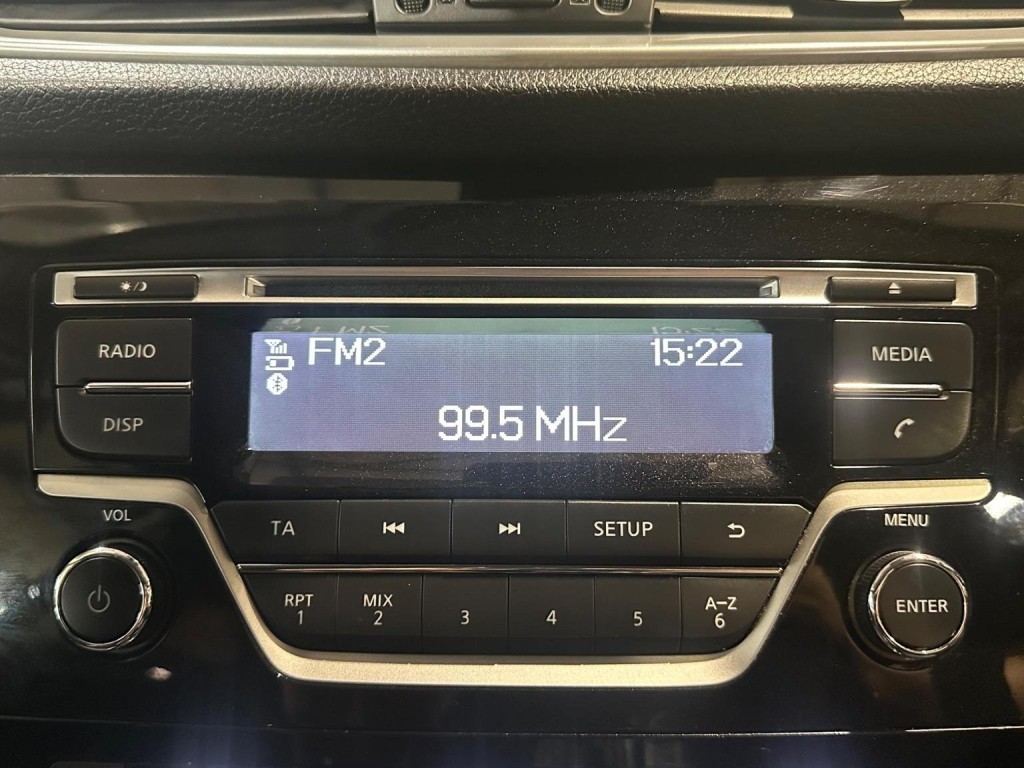 RADIO
DISP
FM2 15:22
99.5 MHz
MEDIA
VOL
TA
SETUP
MENU
RPT
1
MIX
2
3
4
5
A–Z
6
ENTER